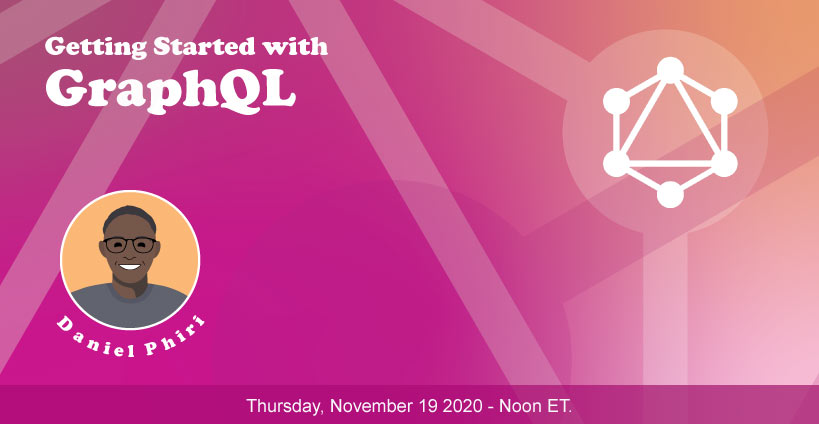 Getting Started with
GraphQL
Daniel Phiri
Thursday, November 19 2020 - Noon ET.